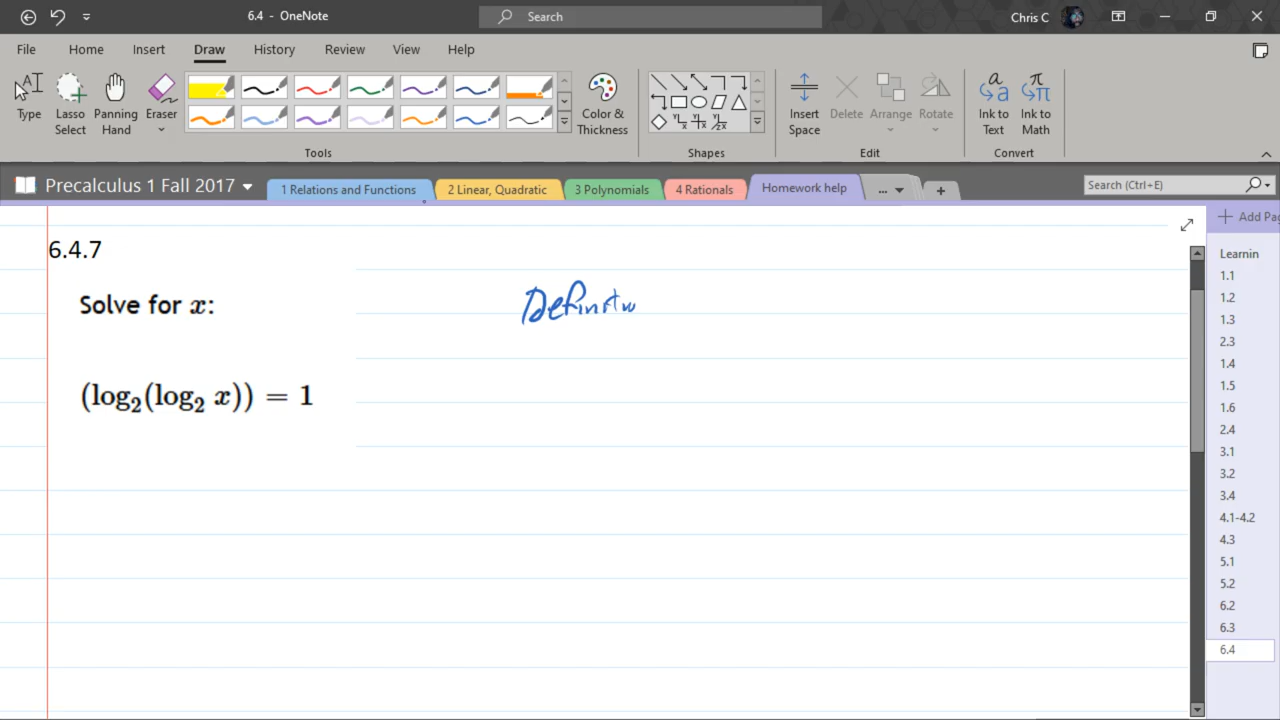 6.4 - OneNote
Search
Chris C
File
Home
Insert
Draw
History
Review
View
Help
Type
Lasso
Select
Panning
Hand
Eraser
Color &
Thickness
Insert
Space
Delete
Arrange
Rotate
Ink to
Text
Ink to
Math
Tools
Shapes
Edit
Convert
Precalculus 1 Fall 2017
1 Relations and Functions
2 Linear, Quadratic
3 Polynomials
4 Rationals
Homework help
...
+
Search (Ctrl+E)
6.4.7
Solve for x:
(log₂(log₂ x)) = 1
+ Add Pag
Learnin
1.1
1.2
1.3
2.3
1.4
1.5
1.6
2.4
3.1
3.2
3.4
4.1-4.2
4.3
5.1
5.2
6.2
6.3
6.4